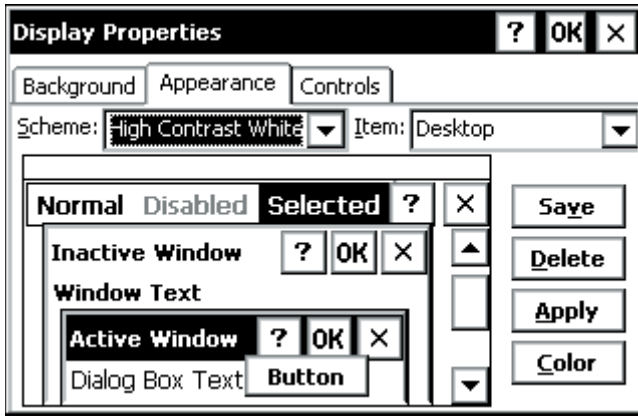 Display Properties ? OK ×
Background Appearance Controls
Scheme: High Contrast White Item: Desktop
Normal Disabled Selected ? × Save
Inactive Window ? OK × Delete
Window Text
Apply
Active Window ? OK ×
Color
Dialog Box Text Button